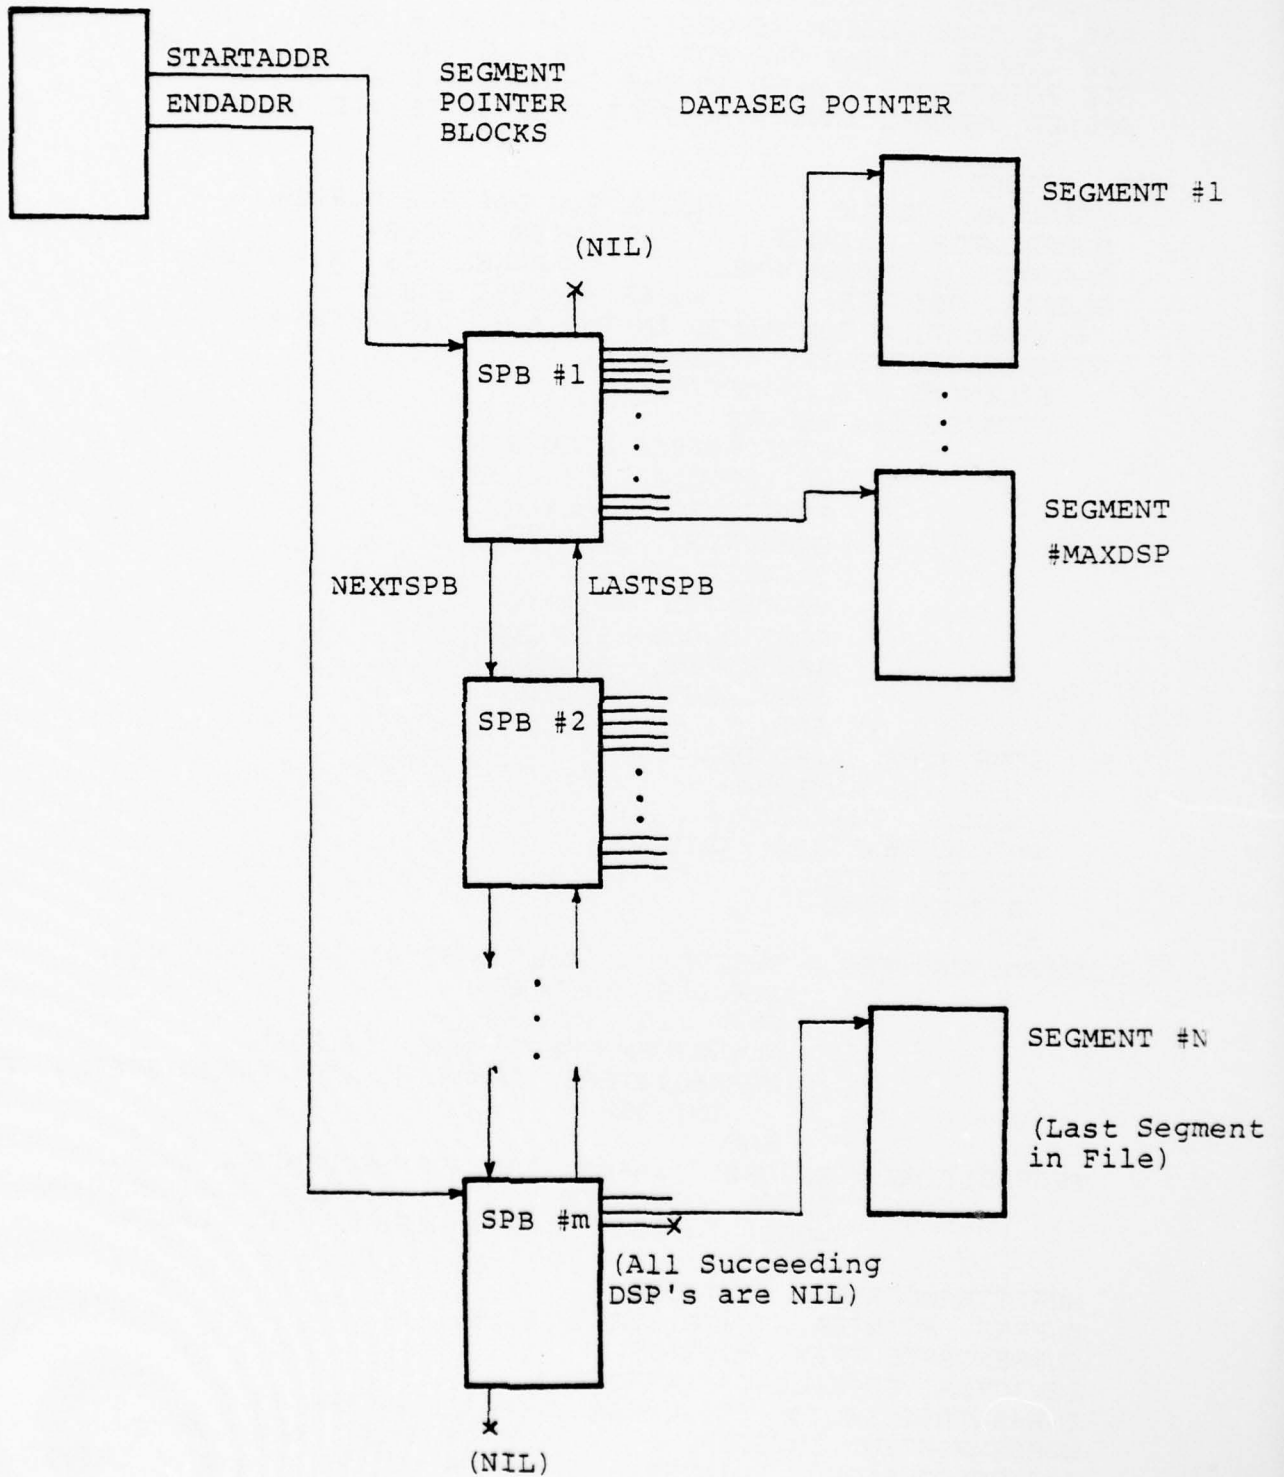 STARTADDR
ENDADDR
SEGMENT
POINTER
BLOCKS
DATASEG POINTER
SEGMENT #1
(NIL)
SPB #1
SEGMENT
#MAXDSP
NEXTSPB
LASTSPB
SPB #2
SEGMENT #N
(Last Segment
in File)
SPB #m
(All Succeeding
DSP's are NIL)
(NIL)